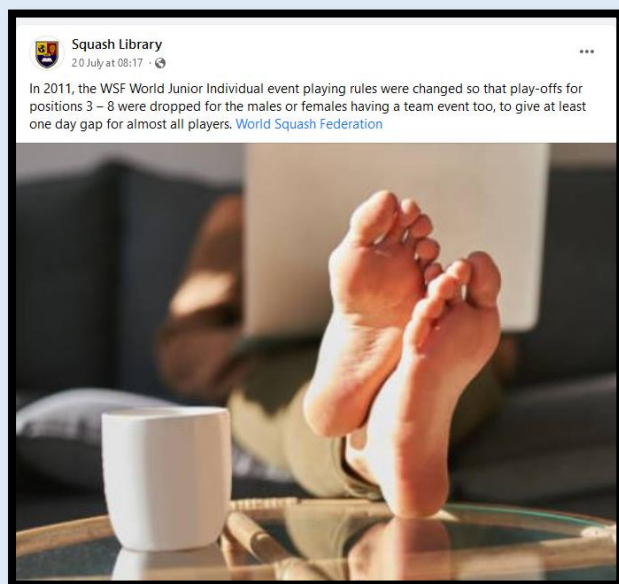 Squash Library
20 July at 08:17 ·
In 2011, the WSF World Junior Individual event playing rules were changed so that play-offs for
positions 3 – 8 were dropped for the males or females having a team event too, to give at least
one day gap for almost all players. World Squash Federation